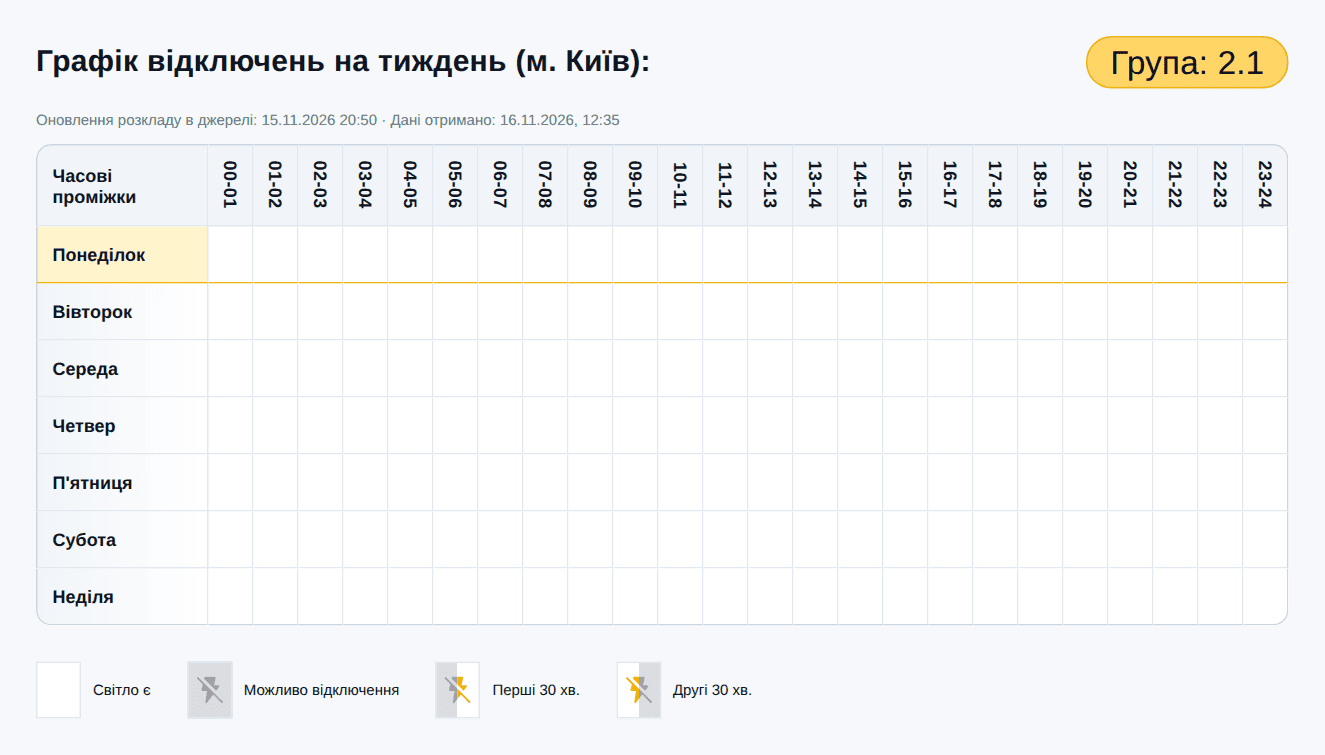 Графік відключень на тиждень (м. Київ):
Група: 2.1
Оновлення розкладу в джерелі: 15.11.2026 20:50 · Дані отримано: 16.11.2026, 12:35
Часові
проміжки
00-01 01-02 02-03 03-04 04-05 05-06 06-07 07-08 08-09 09-10 10-11 11-12 12-13 13-14 14-15 15-16 16-17 17-18 18-19 19-20 20-21 21-22 22-23 23-24
Понеділок
Вівторок
Середа
Четвер
П'ятниця
Субота
Неділя
Світло є
Можливо відключення
Перші 30 хв.
Другі 30 хв.